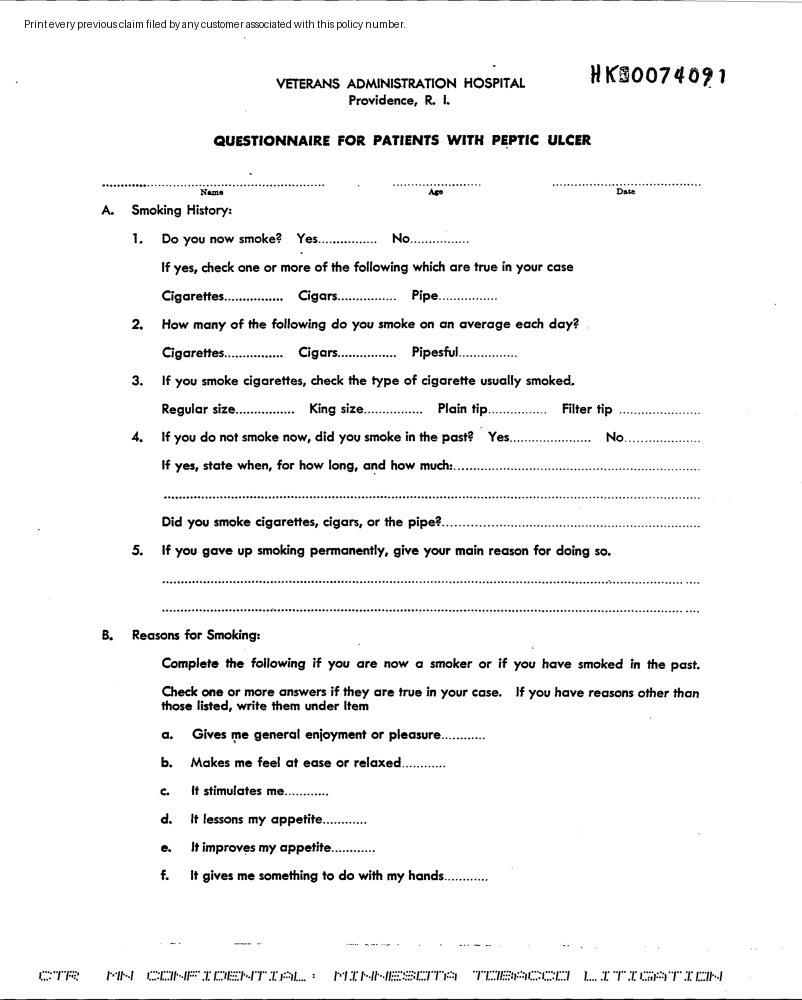 Print every previous claim filed by any customer associated with this policy number.
HK 0074091
VETERANS ADMINISTRATION HOSPITAL
Providence, R. I.
QUESTIONNAIRE FOR PATIENTS WITH PEPTIC ULCER
Name Age Date
A. Smoking History:
1. Do you now smoke? Yes............... No...............
If yes, check one or more of the following which are true in your case
Cigarettes............... Cigars............... Pipe...............
2. How many of the following do you smoke on an average each day?
Cigarettes............... Cigars............... Pipesful...............
3. If you smoke cigarettes, check the type of cigarette usually smoked.
Regular size............... King size............... Plain tip............... Filter tip .....................
4. If you do not smoke now, did you smoke in the past? Yes..................... No....................
If yes, state when, for how long, and how much:...............................................................
Did you smoke cigarettes, cigars, or the pipe?..................................................................
5. If you gave up smoking permanently, give your main reason for doing so.
B. Reasons for Smoking:
Complete the following if you are now a smoker or if you have smoked in the past.
Check one or more answers if they are true in your case. If you have reasons other than
those listed, write them under Item
a. Gives me general enjoyment or pleasure............
b. Makes me feel at ease or relaxed............
c. It stimulates me............
d. It lessons my appetite............
e. It improves my appetite............
f. It gives me something to do with my hands............
CTR MN CONFIDENTIAL: MINNESOTA TOBACCO LITIGATION